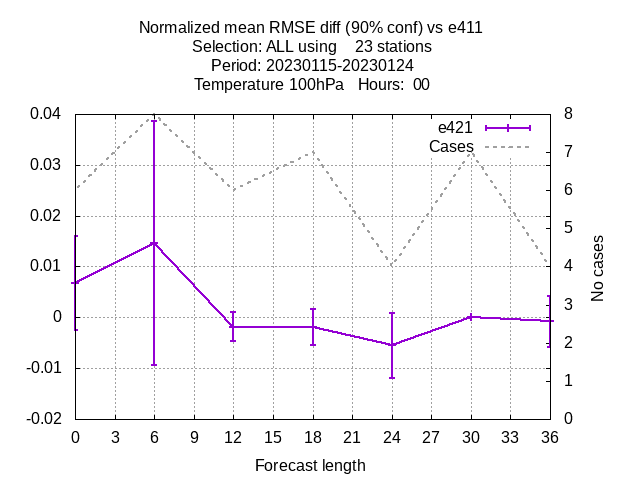 Normalized mean RMSE diff (90% conf) vs e411
Selection: ALL using    23 stations
Period: 20230115-20230124
Temperature 100hPa   Hours:  00
e421
Cases
0.04
0.03
0.02
0.01
0
-0.01
-0.02
8
7
6
5
4
3
2
1
0
No cases
0 3 6 9 12 15 18 21 24 27 30 33 36
Forecast length